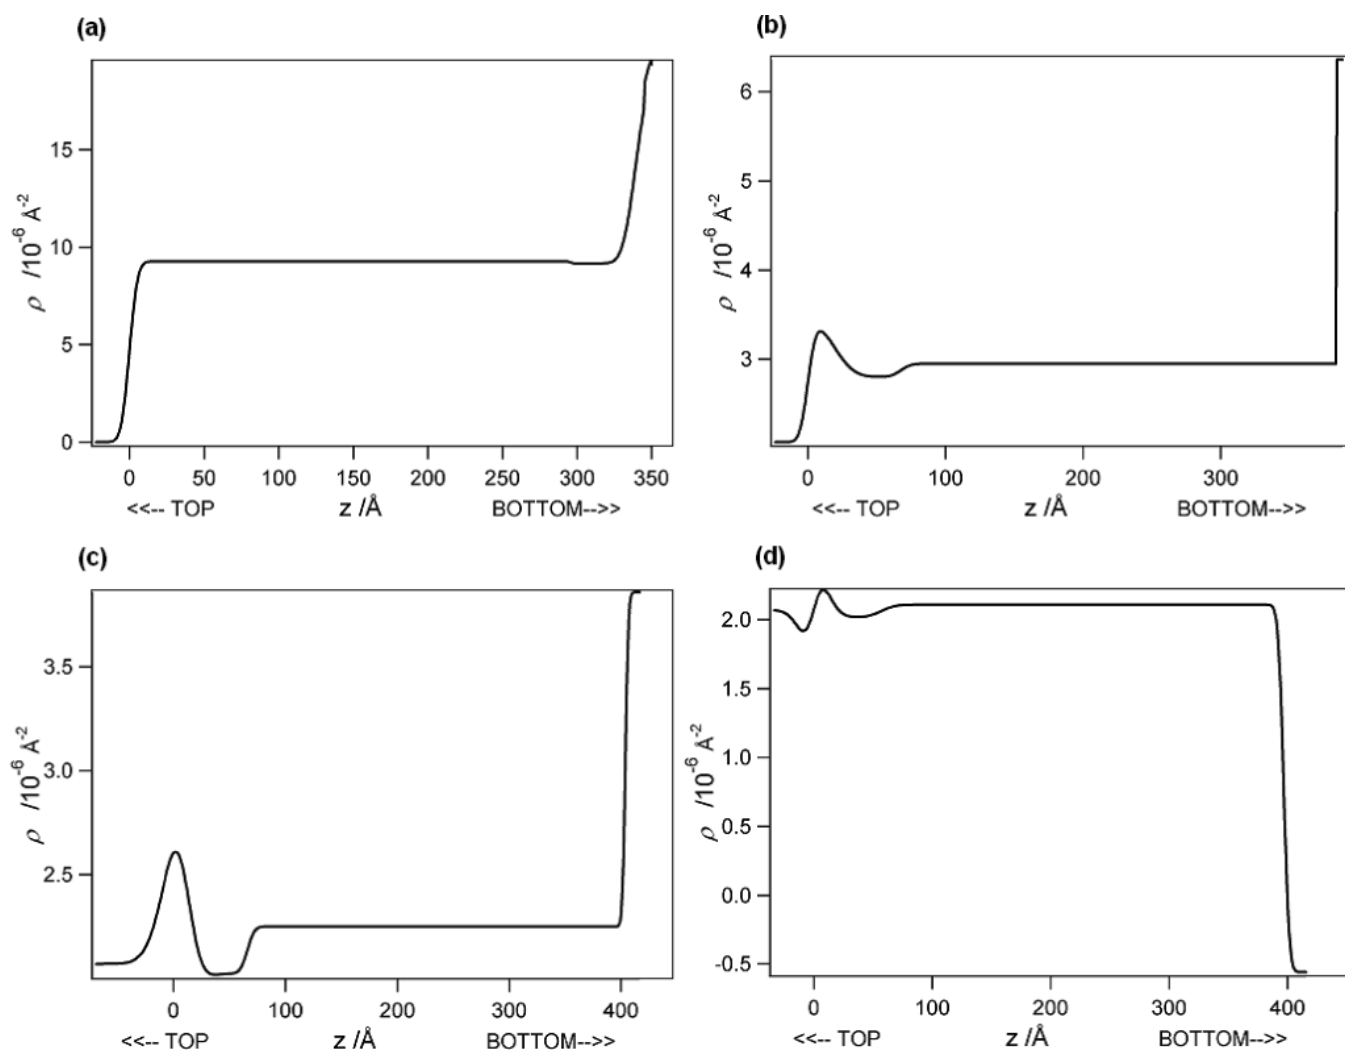 (a)
15
10
5
0
ρ /10⁻⁶ Å⁻²
0 50 100 150 200 250 300 350
<<-- TOP z /Å BOTTOM-->>
(b)
6
5
4
3
ρ /10⁻⁶ Å⁻²
0 100 200 300
<<-- TOP z /Å BOTTOM-->>
(c)
3.5
3.0
2.5
ρ /10⁻⁶ Å⁻²
0 100 200 300 400
<<-- TOP z /Å BOTTOM-->>
(d)
2.0
1.5
1.0
0.5
0.0
-0.5
ρ /10⁻⁶ Å⁻²
0 100 200 300 400
<<-- TOP z /Å BOTTOM-->>